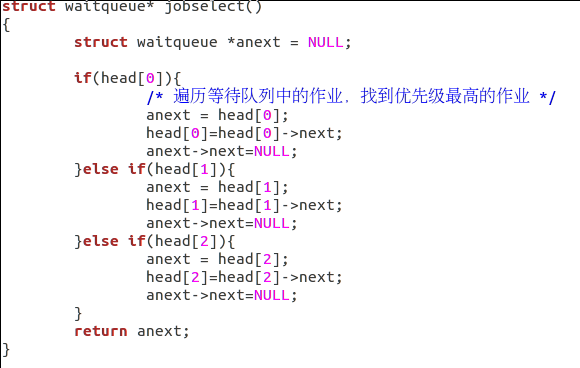 struct waitqueue* jobselect()
{
        struct waitqueue *anext = NULL;

        if(head[0]){
                /* 遍历等待队列中的作业，找到优先级最高的作业 */
                anext = head[0];
                head[0]=head[0]->next;
                anext->next=NULL;
        }else if(head[1]){
                anext = head[1];
                head[1]=head[1]->next;
                anext->next=NULL;
        }else if(head[2]){
                anext = head[2];
                head[2]=head[2]->next;
                anext->next=NULL;
        }
        return anext;
}